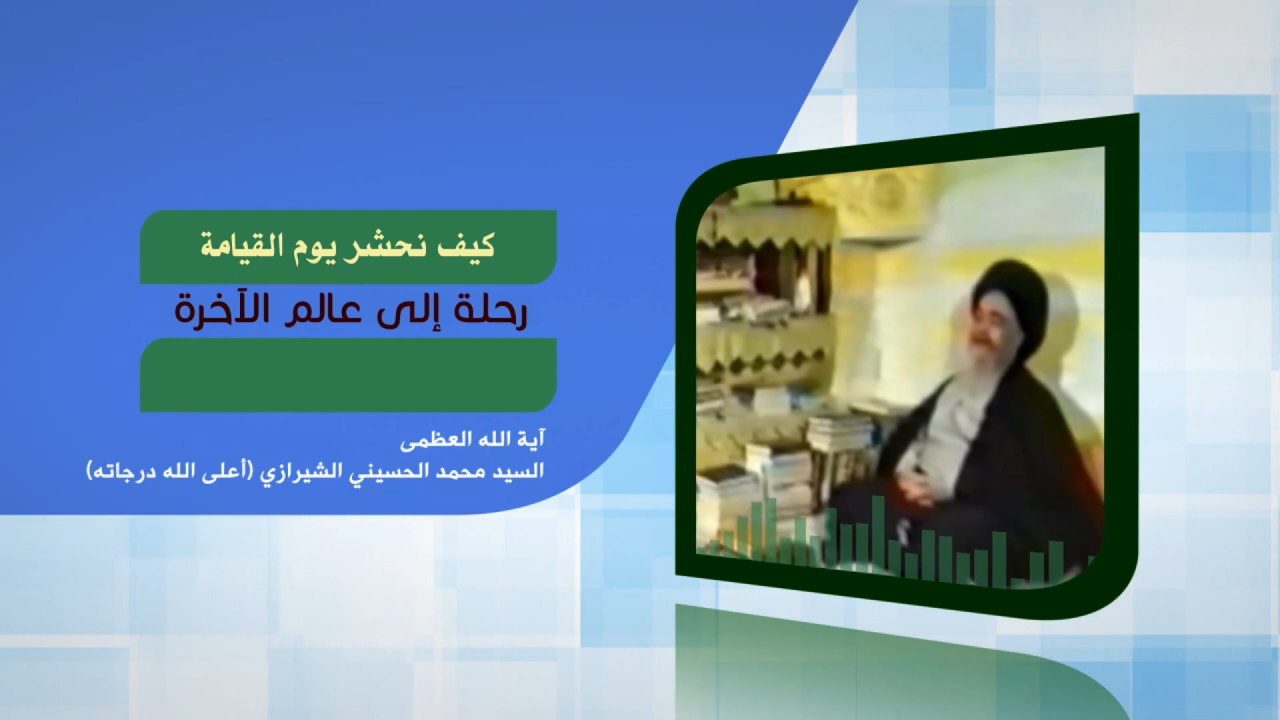 كيف نحشر يوم القيامة
رحلة إلى عالم الآخرة
آية الله العظمى
السيد محمد الحسيني الشيرازي (أعلى الله درجاته)